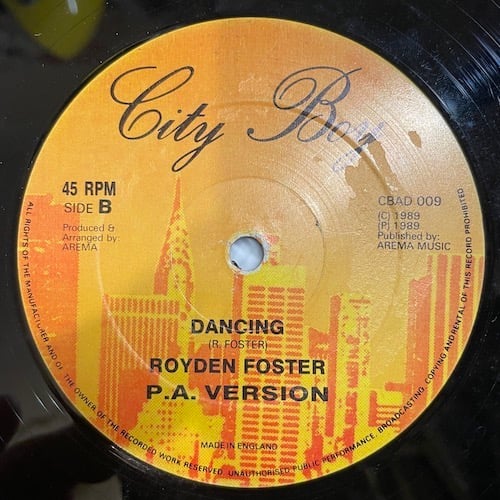 City Boy
45 RPM
SIDE B
Produced &
Arranged by:
AREMA
CBAD 009
(C) 1989
(P) 1989
Published by:
AREMA MUSIC
DANCING
(R. FOSTER)
ROYDEN FOSTER
P.A. VERSION
MADE IN ENGLAND
ALL RIGHTS OF THE MANUFACTURER AND OF THE OWNER OF THE RECORDED WORK RESERVED. UNAUTHORISED PUBLIC PERFORMANCE, BROADCASTING, COPYING AND RENTAL OF THIS RECORD PROHIBITED